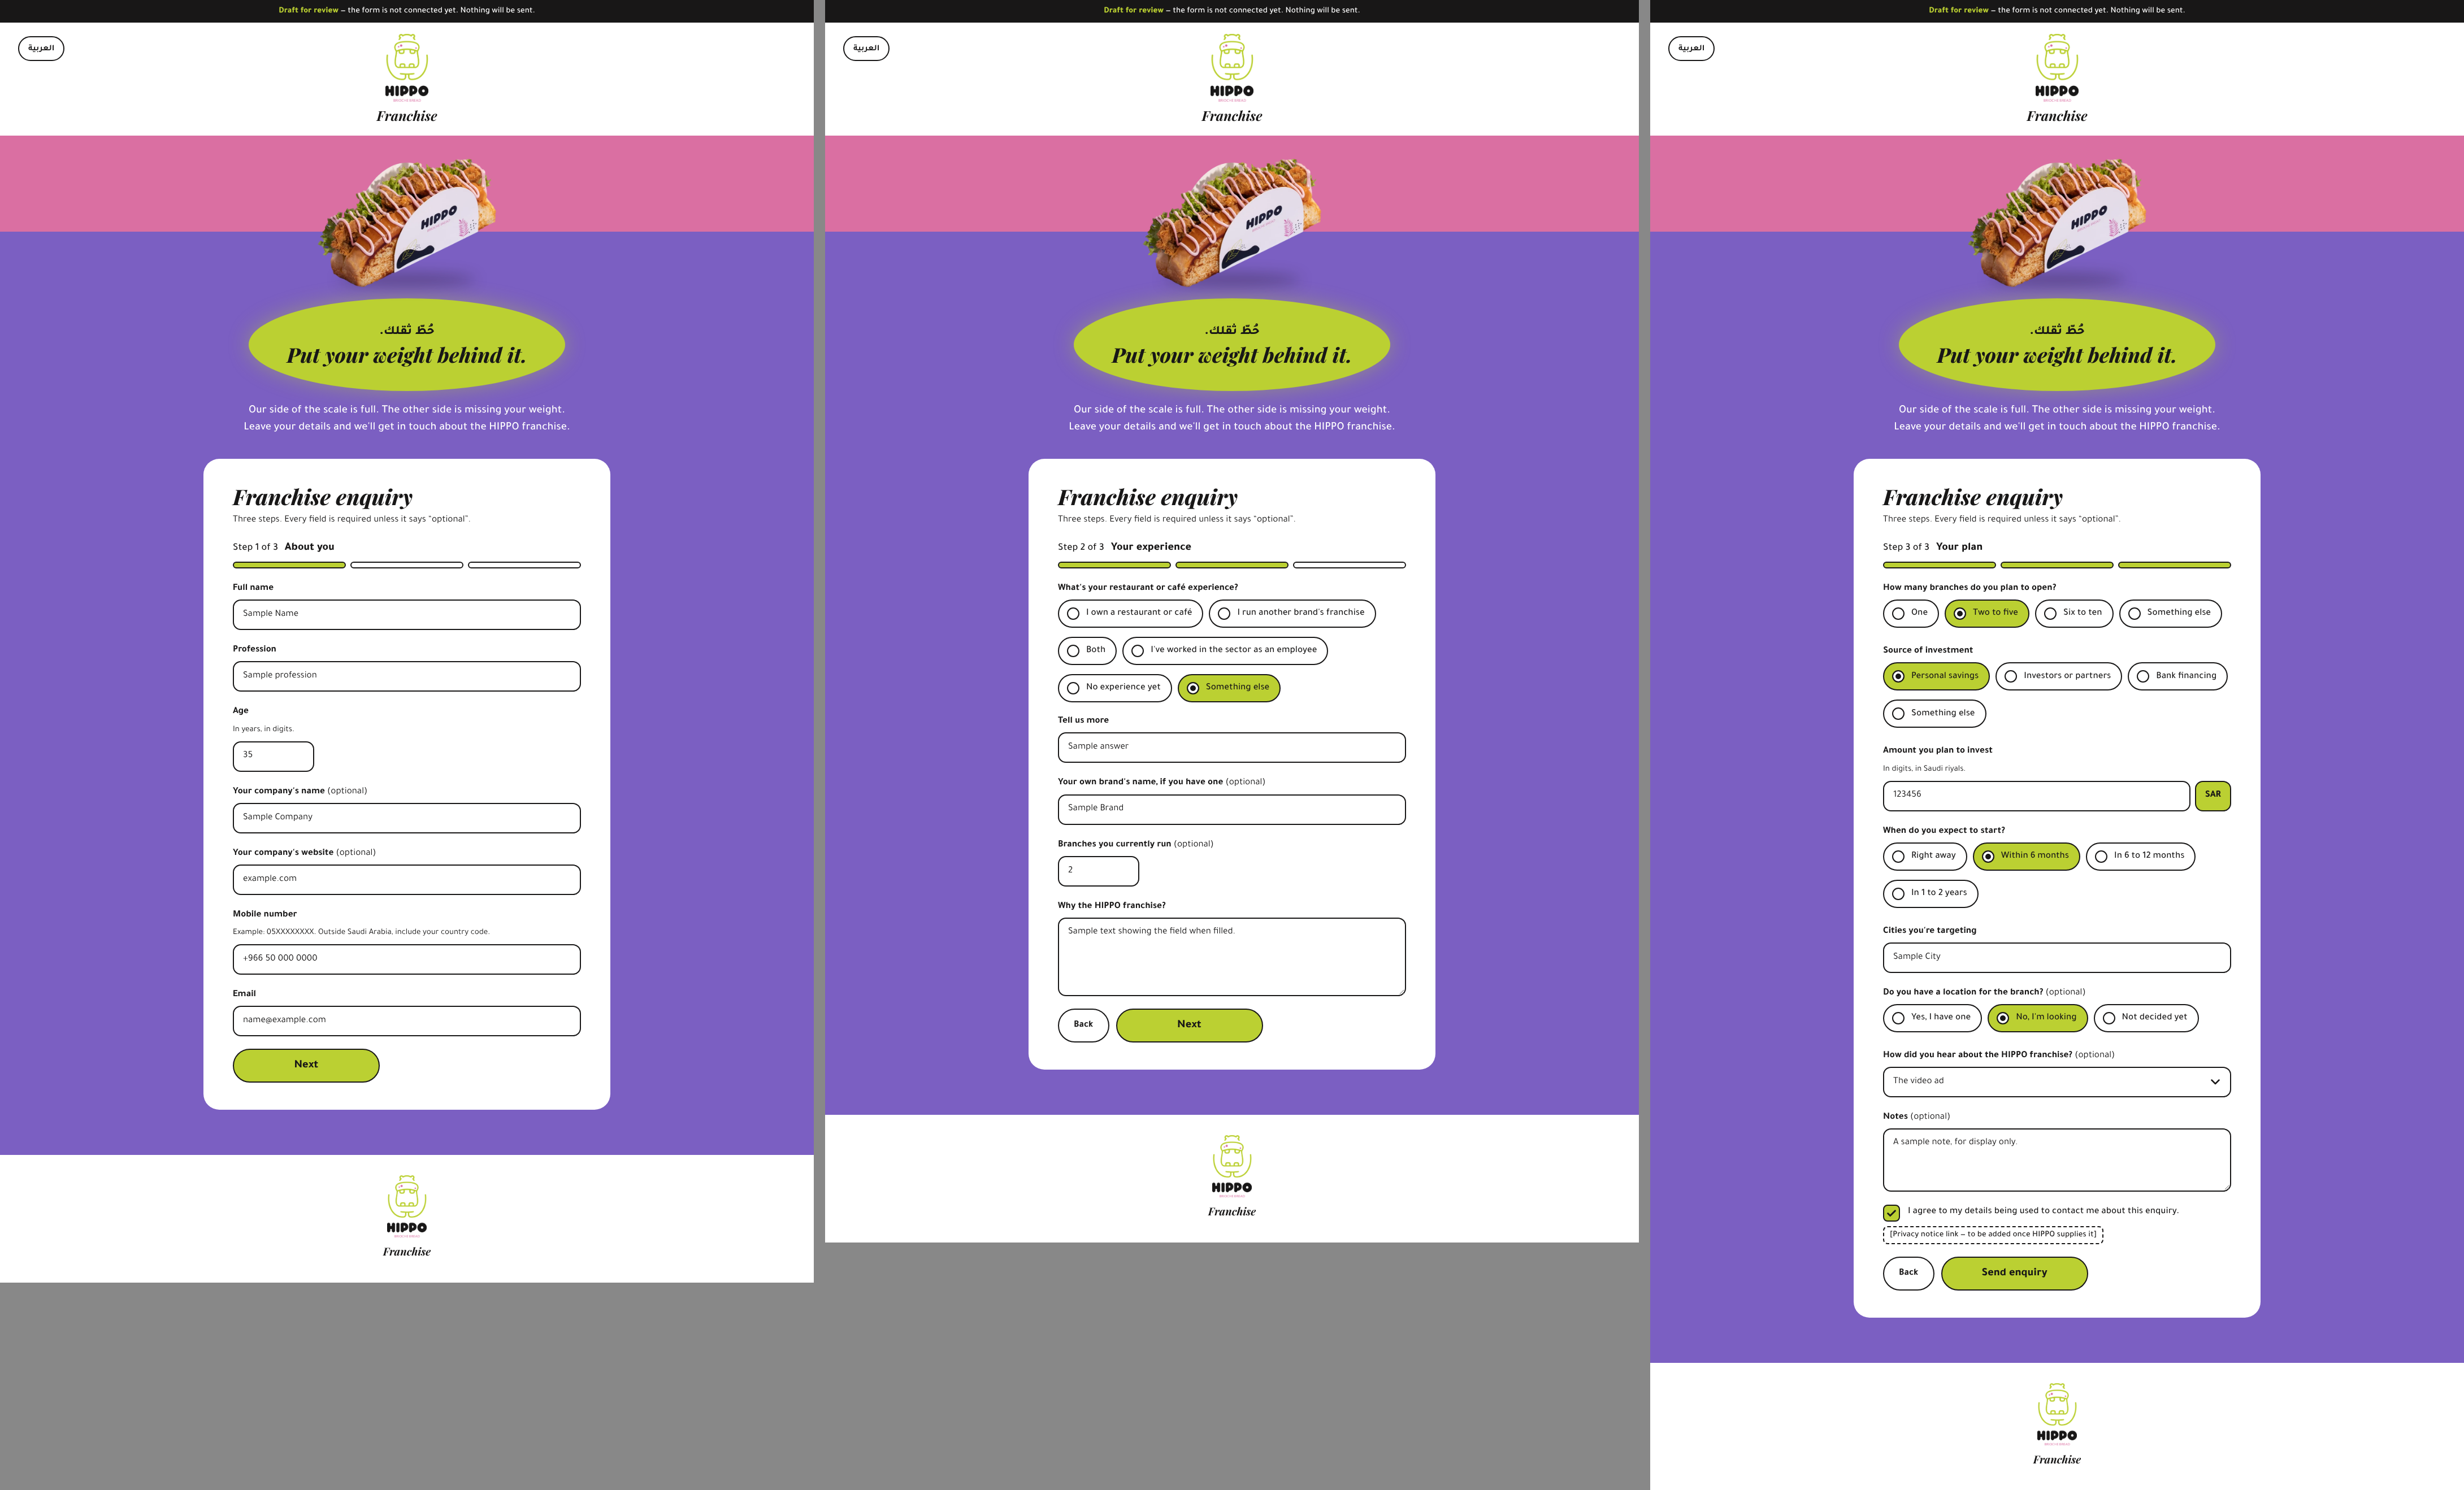 Draft for review – the form is not connected yet. Nothing will be sent.
العربية
HIPPO
Franchise
HIPPO
حُطّ ثقلك.
Put your weight behind it.
Our side of the scale is full. The other side is missing your weight.
Leave your details and we'll get in touch about the HIPPO franchise.
Franchise enquiry
Three steps. Every field is required unless it says "optional".
Step 1 of 3 About you
Full name
Sample Name
Profession
Sample profession
Age
In years, in digits.
35
Your company's name (optional)
Sample Company
Your company's website (optional)
example.com
Mobile number
Example: 05XXXXXXXX. Outside Saudi Arabia, include your country code.
+966 50 000 0000
Email
name@example.com
Next
HIPPO
Franchise
Draft for review – the form is not connected yet. Nothing will be sent.
العربية
HIPPO
Franchise
HIPPO
حُطّ ثقلك.
Put your weight behind it.
Our side of the scale is full. The other side is missing your weight.
Leave your details and we'll get in touch about the HIPPO franchise.
Franchise enquiry
Three steps. Every field is required unless it says "optional".
Step 2 of 3 Your experience
What's your restaurant or café experience?
I own a restaurant or café I run another brand's franchise
Both I've worked in the sector as an employee
No experience yet Something else
Tell us more
Sample answer
Your own brand's name, if you have one (optional)
Sample Brand
Branches you currently run (optional)
2
Why the HIPPO franchise?
Sample text showing the field when filled.
Back Next
HIPPO
Franchise
Draft for review – the form is not connected yet. Nothing will be sent.
العربية
HIPPO
Franchise
HIPPO
حُطّ ثقلك.
Put your weight behind it.
Our side of the scale is full. The other side is missing your weight.
Leave your details and we'll get in touch about the HIPPO franchise.
Franchise enquiry
Three steps. Every field is required unless it says "optional".
Step 3 of 3 Your plan
How many branches do you plan to open?
One Two to five Six to ten Something else
Source of investment
Personal savings Investors or partners Bank financing
Something else
Amount you plan to invest
In digits, in Saudi riyals.
123456 SAR
When do you expect to start?
Right away Within 6 months In 6 to 12 months
In 1 to 2 years
Cities you're targeting
Sample City
Do you have a location for the branch? (optional)
Yes, I have one No, I'm looking Not decided yet
How did you hear about the HIPPO franchise? (optional)
The video ad
Notes (optional)
A sample note, for display only.
I agree to my details being used to contact me about this enquiry.
[Privacy notice link – to be added once HIPPO supplies it]
Back Send enquiry
HIPPO
Franchise